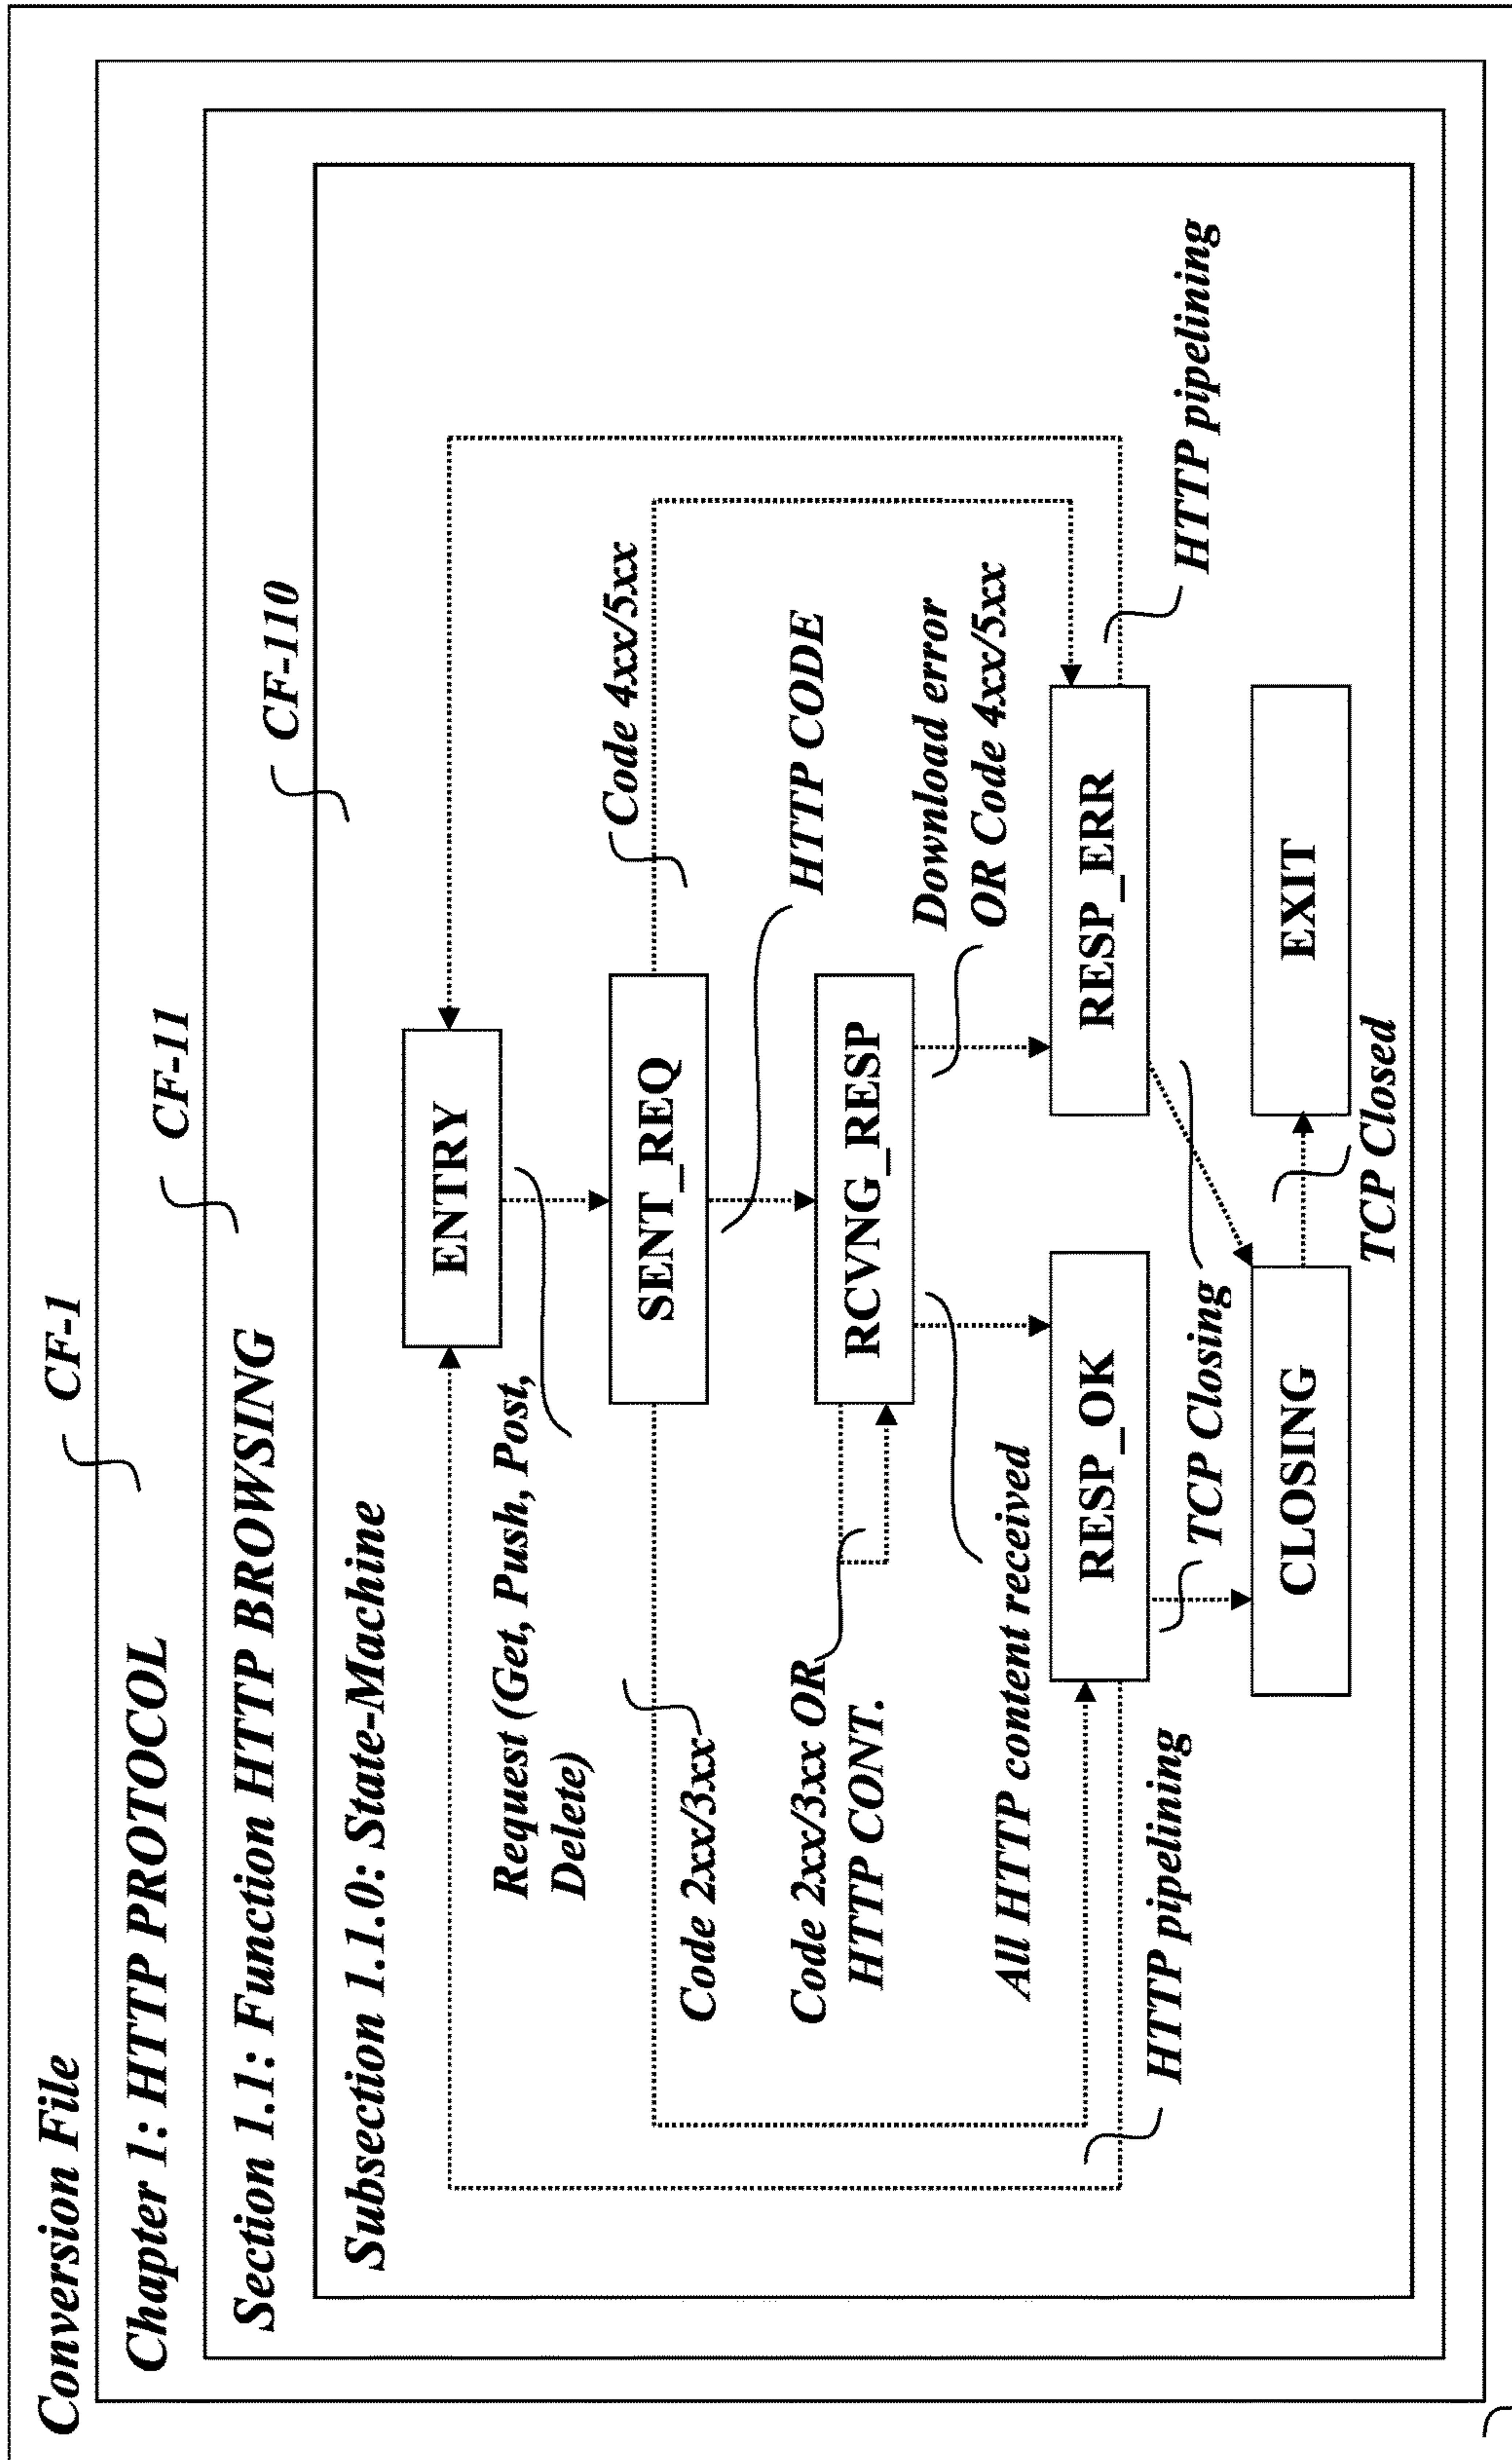 Conversion File
CF-1
Chapter 1: HTTP PROTOCOL
CF-11
Section 1.1: Function HTTP BROWSING
CF-110
Subsection 1.1.0: State-Machine
ENTRY
Request (Get, Push, Post,
Delete)
Code 4xx/5xx
SENT_REQ
Code 2xx/3xx
HTTP CODE
Code 2xx/3xx OR
HTTP CONT.
RCVNG_RESP
Download error
OR Code 4xx/5xx
All HTTP content received
RESP_OK
RESP_ERR
HTTP pipelining
TCP Closing
HTTP pipelining
CLOSING
EXIT
TCP Closed